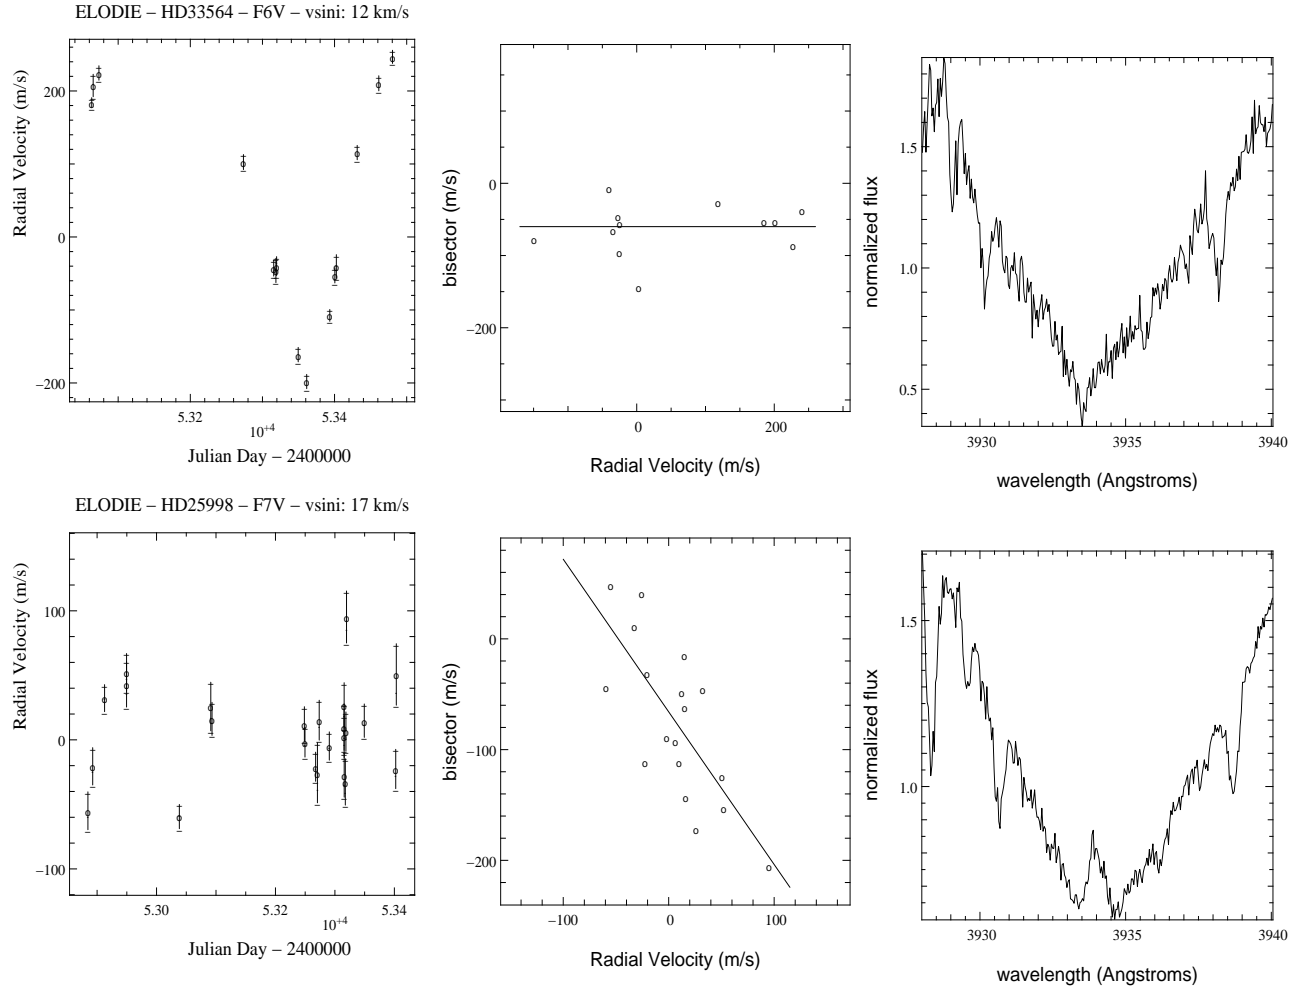 ELODIE – HD33564 – F6V – vsini: 12 km/s
Radial Velocity (m/s)
200
0
−200
5.32
5.34
10+4
Julian Day – 2400000
bisector (m/s)
0
−200
0
200
Radial Velocity (m/s)
normalized flux
1.5
1.0
0.5
3930
3935
3940
wavelength (Angstroms)
ELODIE – HD25998 – F7V – vsini: 17 km/s
Radial Velocity (m/s)
100
0
−100
5.30
5.32
5.34
10+4
Julian Day – 2400000
bisector (m/s)
0
−100
−200
−100
0
100
Radial Velocity (m/s)
normalized flux
1.5
1.0
3930
3935
3940
wavelength (Angstroms)